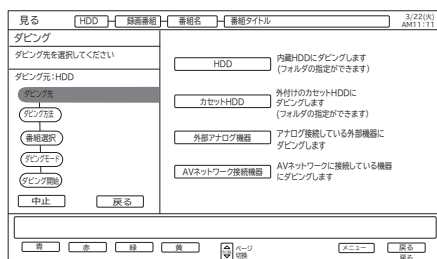 見る HDD 録画番組 番組名 番組タイトル 3/22(火)
AM11:11
ダビング
ダビング先を選択してください
ダビング元:HDD
ダビング先
ダビング方法
番組選択
ダビングモード
ダビング開始
中止 戻る
HDD 内蔵HDDにダビングします
(フォルダの指定ができます)
カセットHDD 外付けのカセットHDDに
ダビングします
(フォルダの指定ができます)
外部アナログ機器 アナログ接続している外部機器に
ダビングします
AVネットワーク接続機器 AVネットワークに接続している機器
にダビングします
青 赤 緑 黄 ページ
切換 メニュー 戻る
戻る